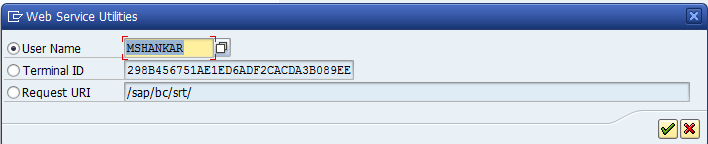 Web Service Utilities
User Name MSHANKAR
Terminal ID 298B456751AE1ED6ADF2CACDA3B089EE
Request URI /sap/bc/srt/